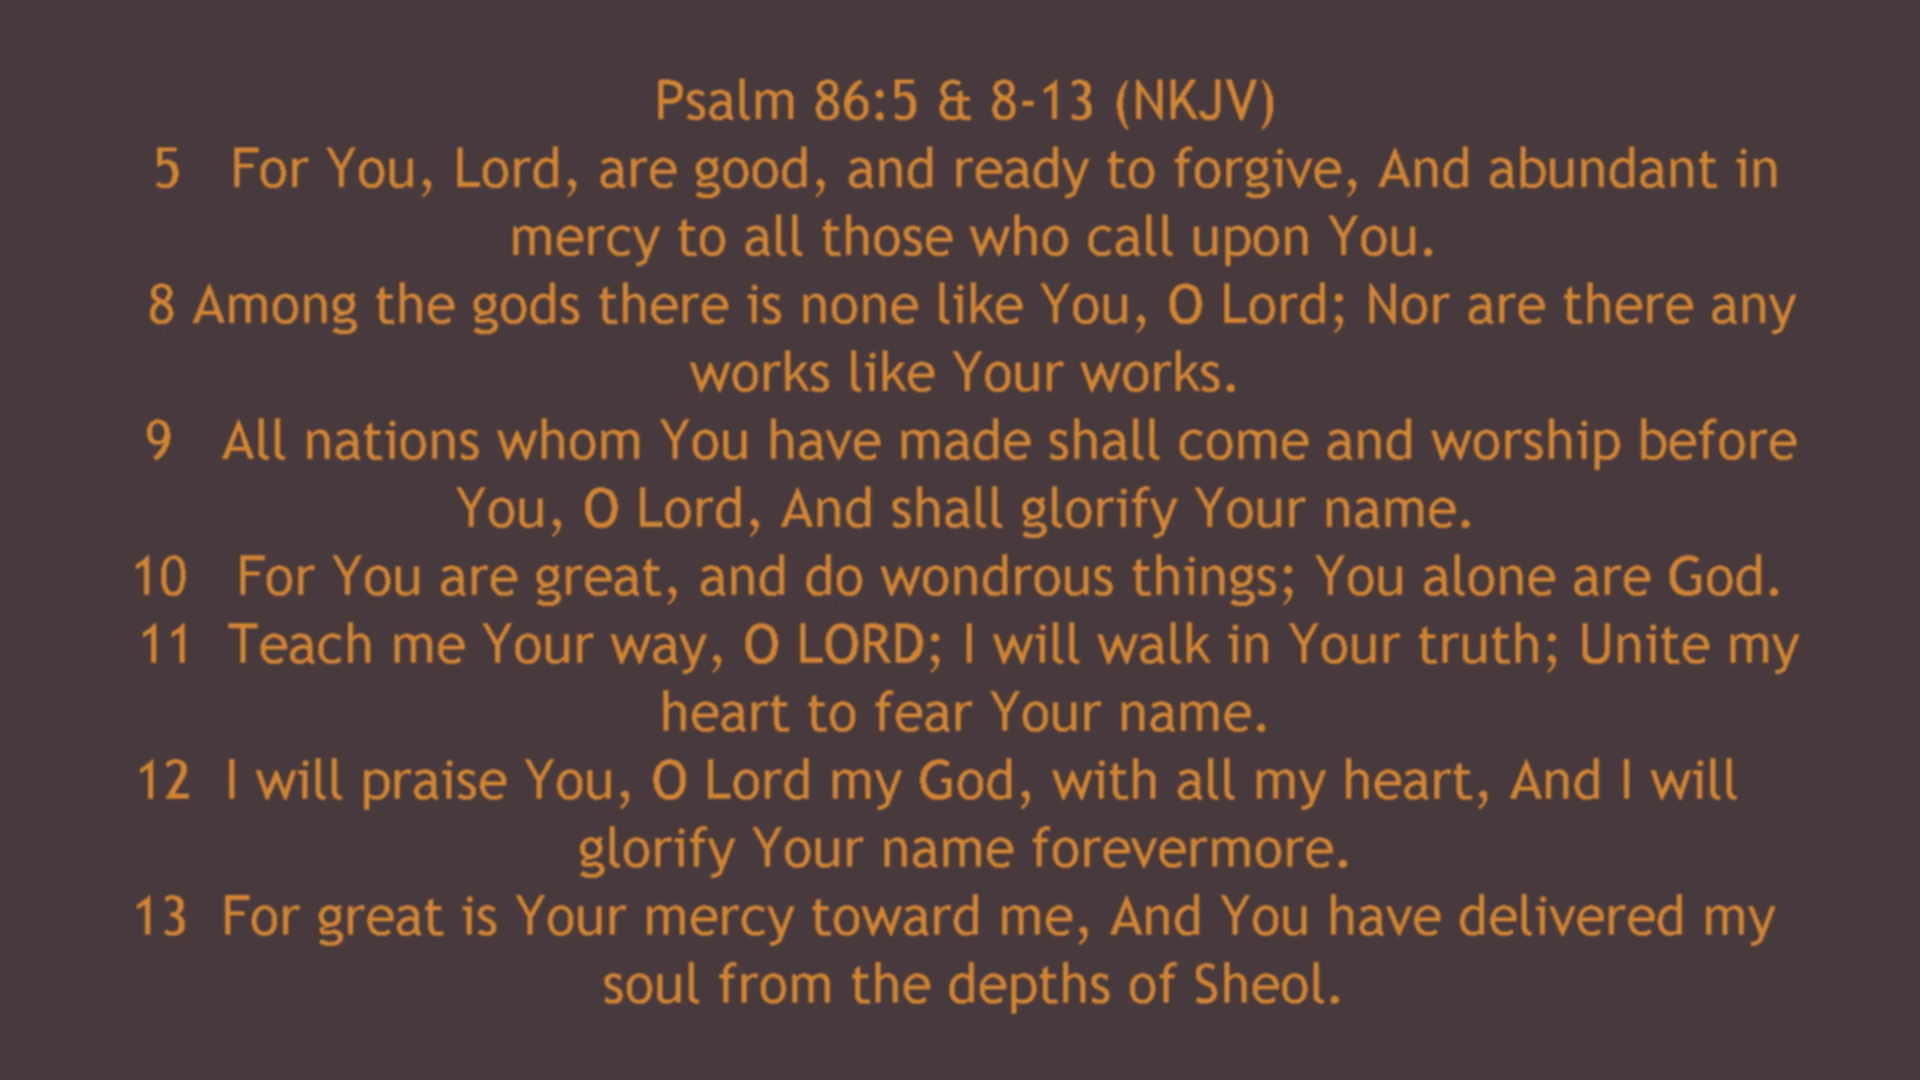 Psalm 86:5 & 8-13 (NKJV)
5 For You, Lord, are good, and ready to forgive, And abundant in
mercy to all those who call upon You.
8 Among the gods there is none like You, O Lord; Nor are there any
works like Your works.
9 All nations whom You have made shall come and worship before
You, O Lord, And shall glorify Your name.
10 For You are great, and do wondrous things; You alone are God.
11 Teach me Your way, O LORD; I will walk in Your truth; Unite my
heart to fear Your name.
12 I will praise You, O Lord my God, with all my heart, And I will
glorify Your name forevermore.
13 For great is Your mercy toward me, And You have delivered my
soul from the depths of Sheol.